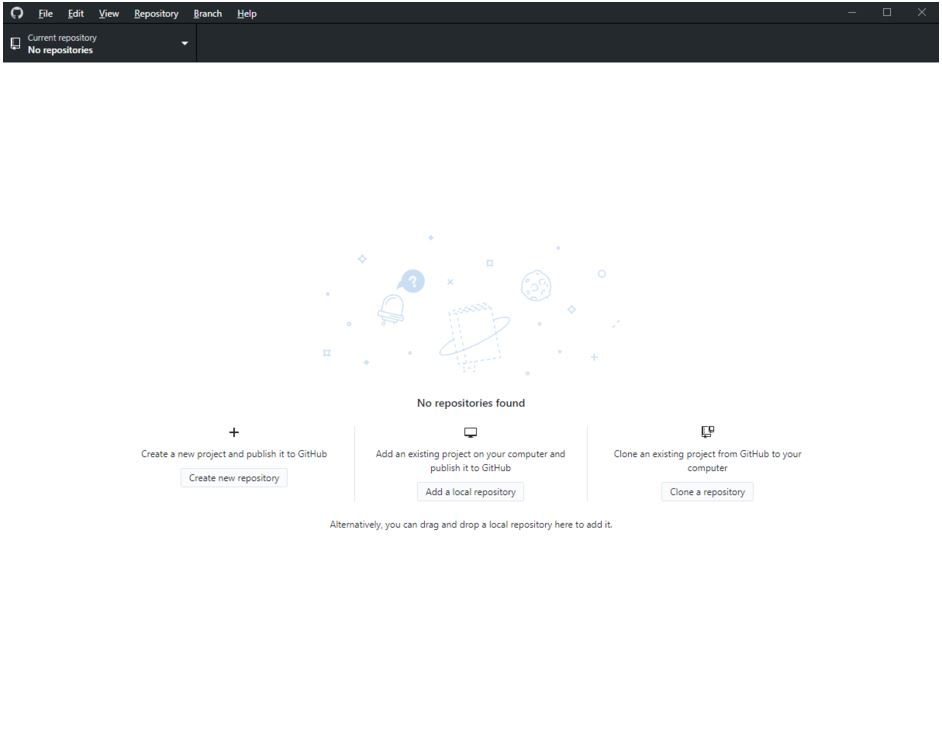 File Edit View Repository Branch Help
Current repository
No repositories
?
No repositories found
Create a new project and publish it to GitHub
Create new repository
Add an existing project on your computer and
publish it to GitHub
Add a local repository
Clone an existing project from GitHub to your
computer
Clone a repository
Alternatively, you can drag and drop a local repository here to add it.